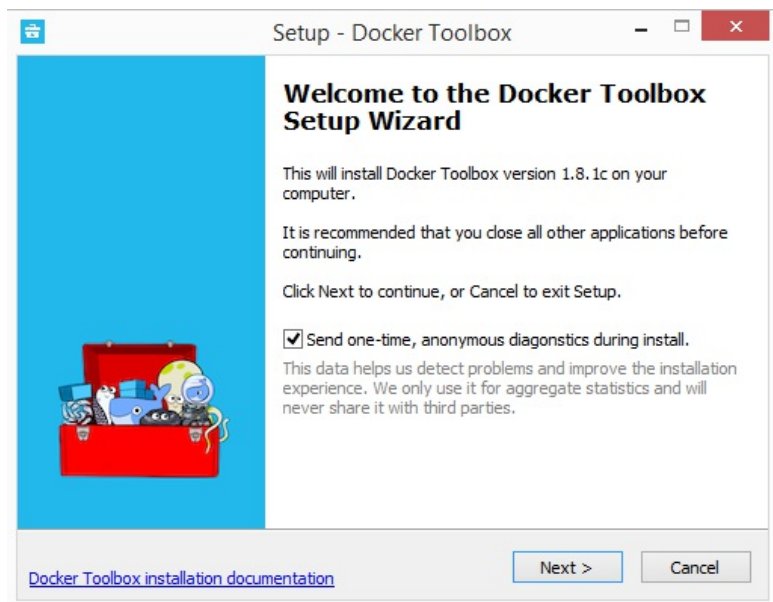 Setup - Docker Toolbox
Welcome to the Docker Toolbox
Setup Wizard
This will install Docker Toolbox version 1.8.1c on your
computer.
It is recommended that you close all other applications before
continuing.
Click Next to continue, or Cancel to exit Setup.
Send one-time, anonymous diagonstics during install.
This data helps us detect problems and improve the installation
experience. We only use it for aggregate statistics and will
never share it with third parties.
Docker Toolbox installation documentation
Next >
Cancel